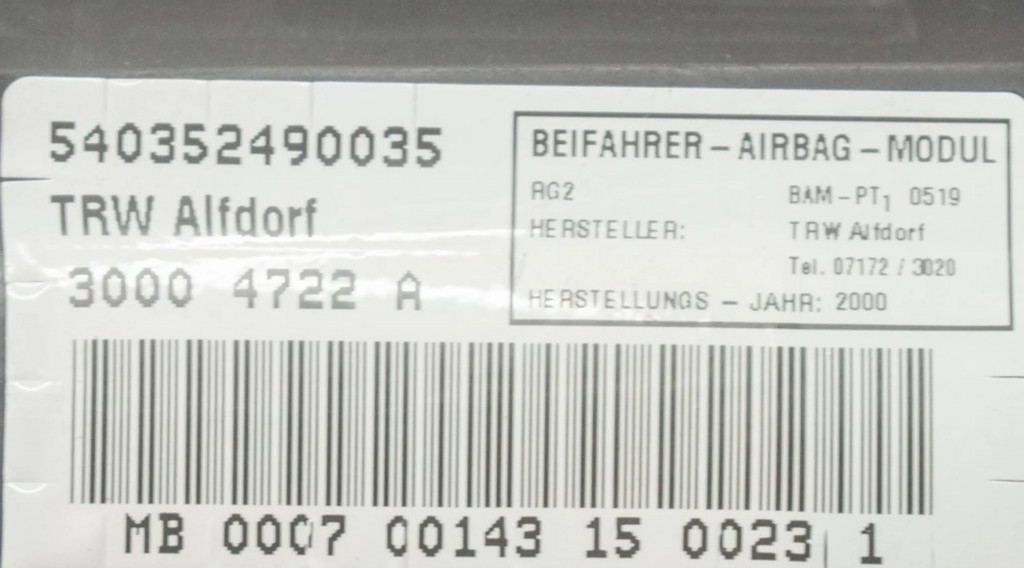 540352490035
TRW Alfdorf
3000 4722 A
BEIFAHRER – AIRBAG – MODUL
RG2 BAM – PT1 0519
HERSTELLER: TRW Alfdorf
Tel. 07172 / 3020
HERSTELLUNGS – JAHR: 2000
MB 0007 00143 15 0023 1